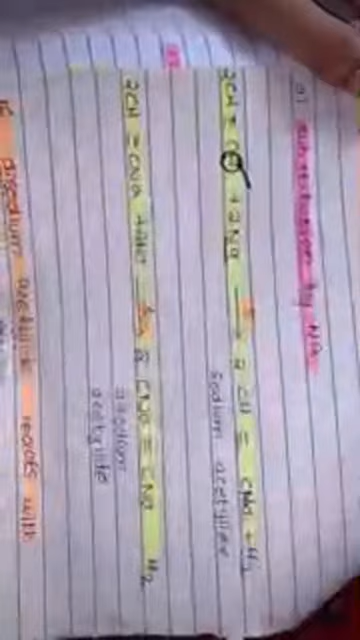 a) substitution by Na
2CH ≡ C + 2Na → 2 CH ≡ CNa + H2
Sodium acetylide
2CH ≡ CNa + 2Na → 2 CNa ≡ CNa H2
disodium
acetylide
disodium acetylide reacts with